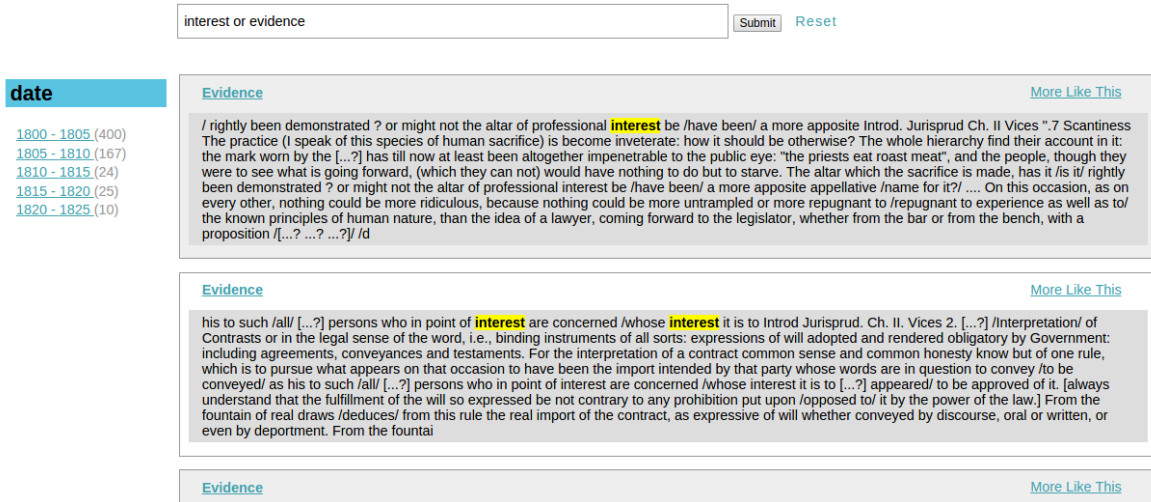 interest or evidence
Submit
Reset
date
1800 - 1805 (400)
1805 - 1810 (167)
1810 - 1815 (24)
1815 - 1820 (25)
1820 - 1825 (10)
Evidence
More Like This
/ rightly been demonstrated ? or might not the altar of professional interest be /have been/ a more apposite Introd. Jurisprud Ch. II Vices ".7 Scantiness
The practice (I speak of this species of human sacrifice) is become inveterate: how it should be otherwise? The whole hierarchy find their account in it:
the mark worn by the [...?] has till now at least been altogether impenetrable to the public eye: "the priests eat roast meat", and the people, though they
were to see what is going forward, (which they can not) would have nothing to do but to starve. The altar which the sacrifice is made, has it /is it/ rightly
been demonstrated ? or might not the altar of professional interest be /have been/ a more apposite appellative /name for it?/ .... On this occasion, as on
every other, nothing could be more ridiculous, because nothing could be more untrampled or more repugnant to /repugnant to experience as well as to/
the known principles of human nature, than the idea of a lawyer, coming forward to the legislator, whether from the bar or from the bench, with a
proposition /[...? ...? ...?]/ /d
Evidence
More Like This
his to such /all/ [...?] persons who in point of interest are concerned /whose interest it is to Introd Jurisprud. Ch. II. Vices 2. [...?] /Interpretation/ of
Contrasts or in the legal sense of the word, i.e., binding instruments of all sorts: expressions of will adopted and rendered obligatory by Government:
including agreements, conveyances and testaments. For the interpretation of a contract common sense and common honesty know but of one rule,
which is to pursue what appears on that occasion to have been the import intended by that party whose words are in question to convey /to be
conveyed/ as his to such /all/ [...?] persons who in point of interest are concerned /whose interest it is to [...?] appeared/ to be approved of it. [always
understand that the fulfillment of the will so expressed be not contrary to any prohibition put upon /opposed to/ it by the power of the law.] From the
fountain of real draws /deduces/ from this rule the real import of the contract, as expressive of will whether conveyed by discourse, oral or written, or
even by deportment. From the fountai
Evidence
More Like This